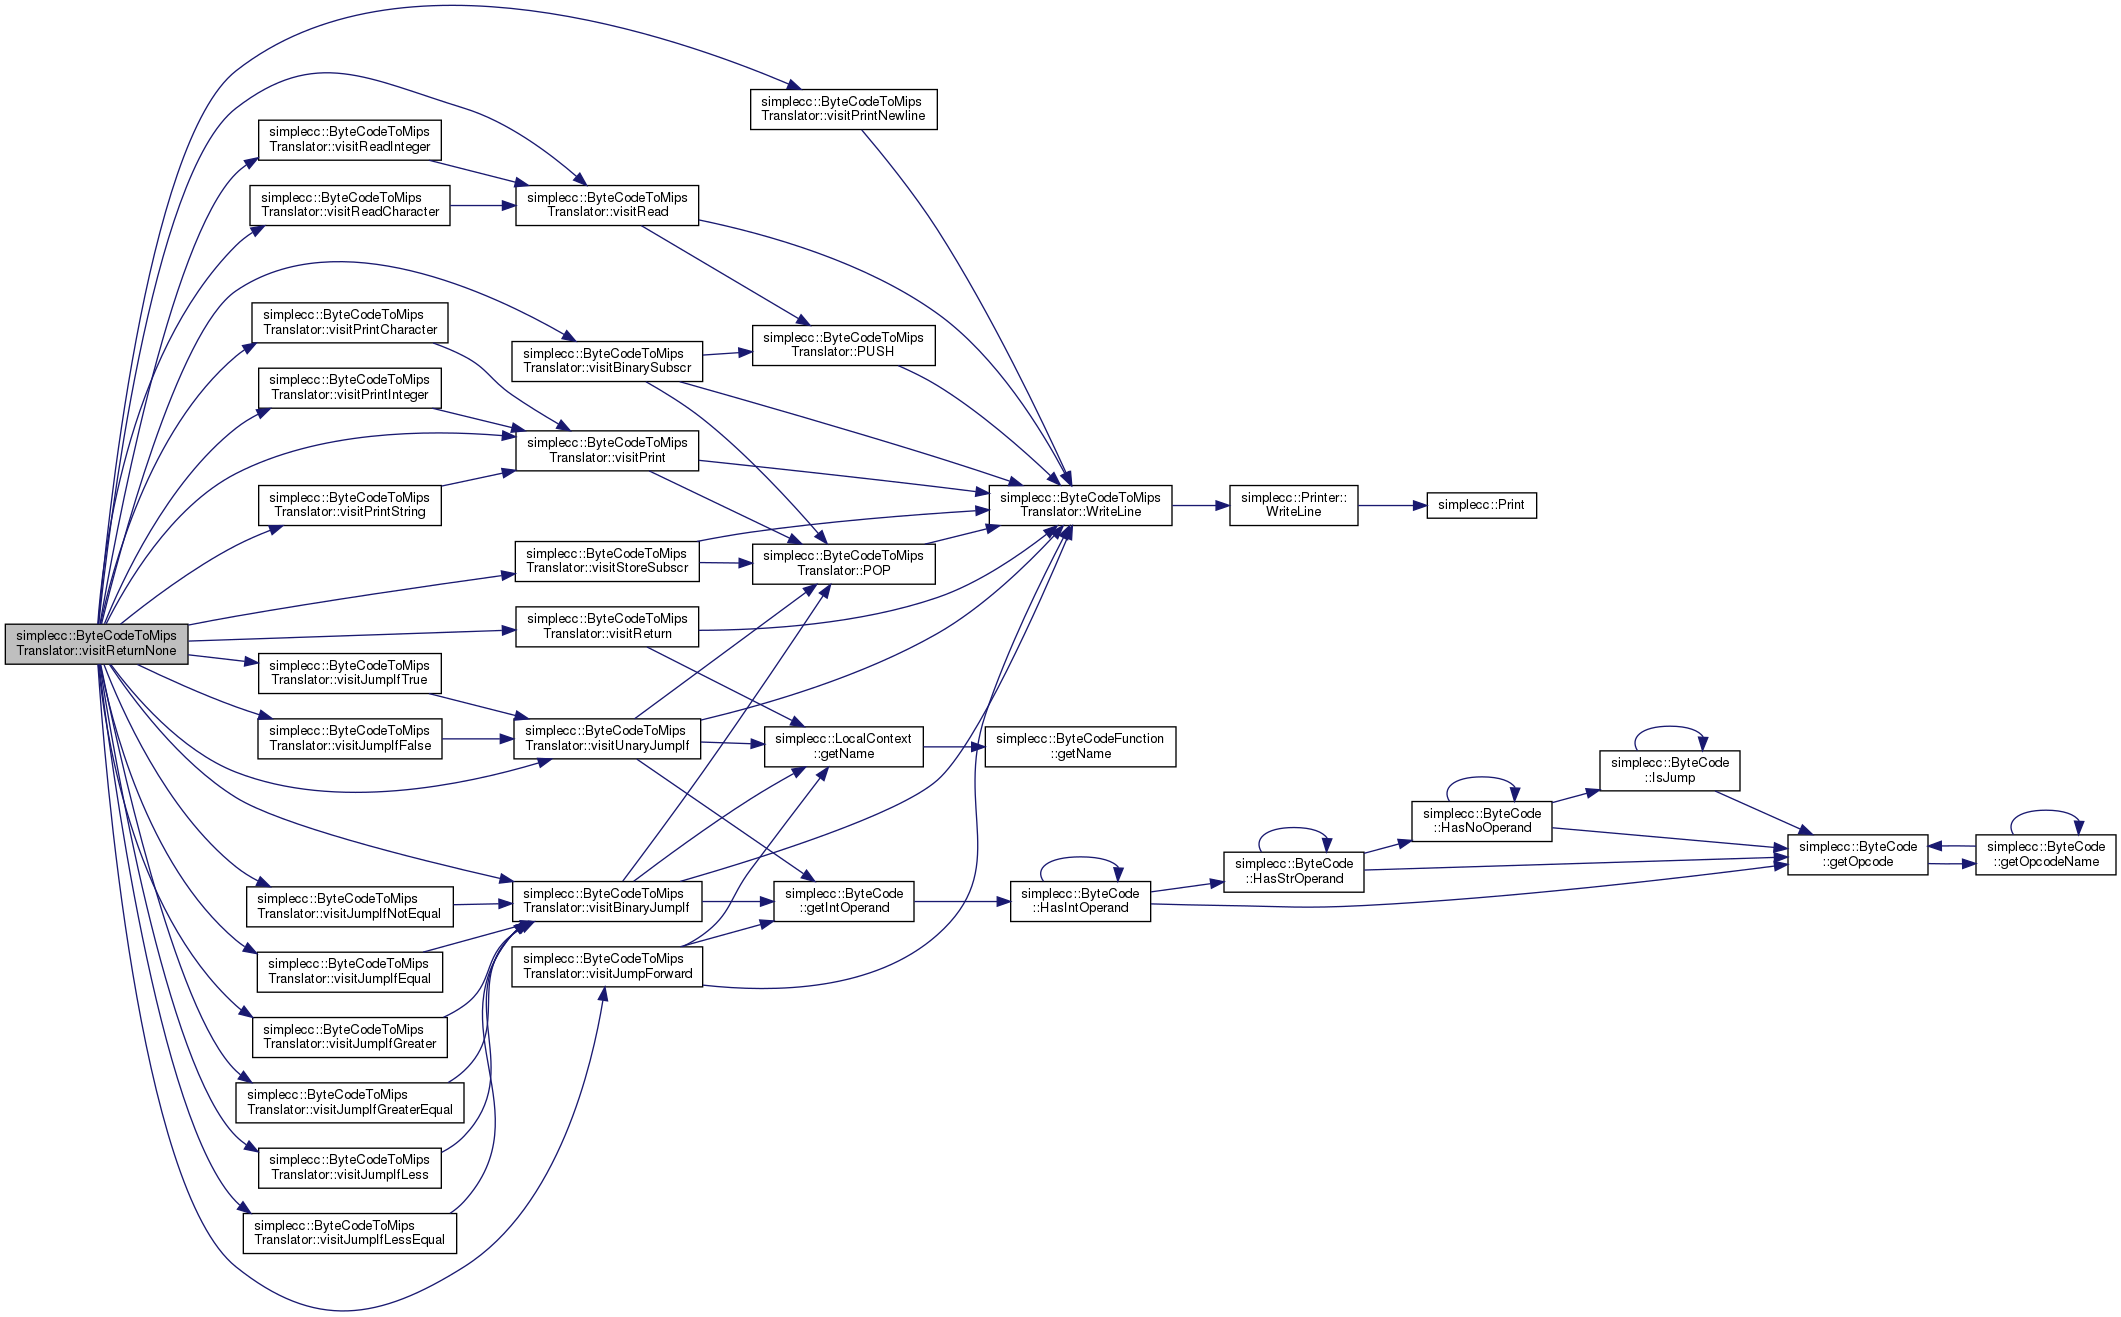 simplecc::ByteCodeToMips
Translator::visitReturnNone
simplecc::ByteCodeToMips
Translator::visitReadInteger
simplecc::ByteCodeToMips
Translator::visitReadCharacter
simplecc::ByteCodeToMips
Translator::visitPrintCharacter
simplecc::ByteCodeToMips
Translator::visitPrintInteger
simplecc::ByteCodeToMips
Translator::visitPrintString
simplecc::ByteCodeToMips
Translator::visitJumpIfTrue
simplecc::ByteCodeToMips
Translator::visitJumpIfFalse
simplecc::ByteCodeToMips
Translator::visitJumpIfNotEqual
simplecc::ByteCodeToMips
Translator::visitJumpIfEqual
simplecc::ByteCodeToMips
Translator::visitJumpIfGreater
simplecc::ByteCodeToMips
Translator::visitJumpIfGreaterEqual
simplecc::ByteCodeToMips
Translator::visitJumpIfLess
simplecc::ByteCodeToMips
Translator::visitJumpIfLessEqual
simplecc::ByteCodeToMips
Translator::visitRead
simplecc::ByteCodeToMips
Translator::visitBinarySubscr
simplecc::ByteCodeToMips
Translator::visitPrint
simplecc::ByteCodeToMips
Translator::visitStoreSubscr
simplecc::ByteCodeToMips
Translator::visitReturn
simplecc::ByteCodeToMips
Translator::visitUnaryJumpIf
simplecc::ByteCodeToMips
Translator::visitBinaryJumpIf
simplecc::ByteCodeToMips
Translator::visitJumpForward
simplecc::ByteCodeToMips
Translator::visitPrintNewline
simplecc::ByteCodeToMips
Translator::PUSH
simplecc::ByteCodeToMips
Translator::POP
simplecc::LocalContext
::getName
simplecc::ByteCode
::getIntOperand
simplecc::ByteCodeToMips
Translator::WriteLine
simplecc::ByteCodeFunction
::getName
simplecc::ByteCode
::HasIntOperand
simplecc::Printer::
WriteLine
simplecc::ByteCode
::HasStrOperand
simplecc::Print
simplecc::ByteCode
::HasNoOperand
simplecc::ByteCode
::IsJump
simplecc::ByteCode
::getOpcode
simplecc::ByteCode
::getOpcodeName